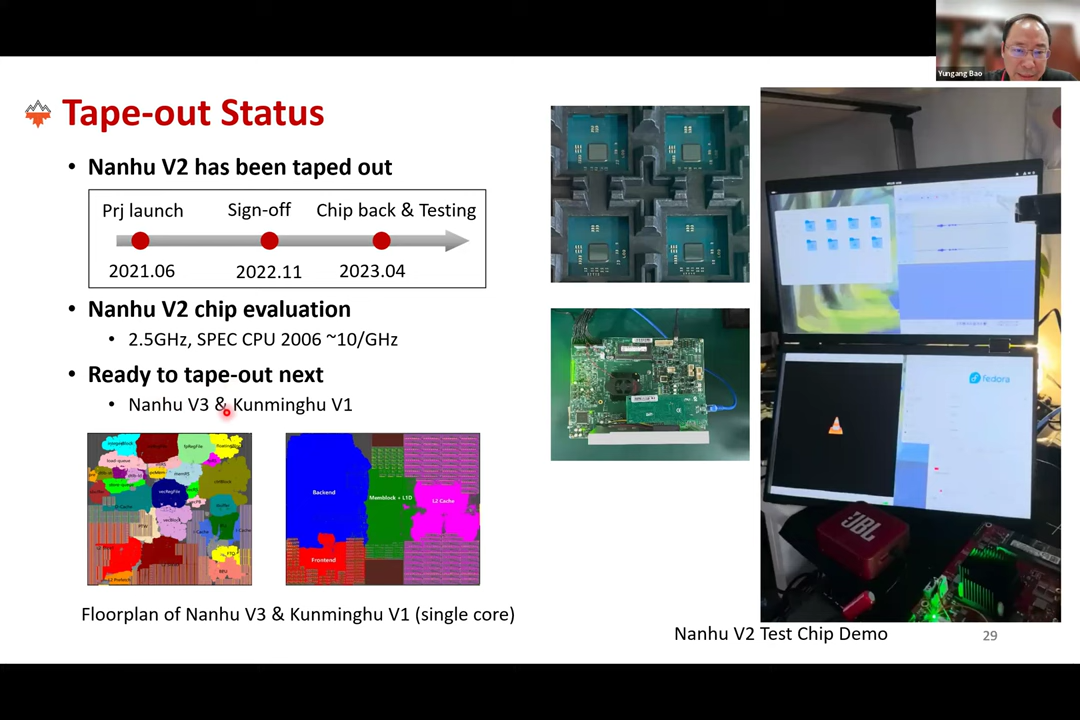 Yungang Bao
Tape-out Status
• Nanhu V2 has been taped out
Prj launch
Sign-off
Chip back & Testing
2021.06
2022.11
2023.04
• Nanhu V2 chip evaluation
• 2.5GHz, SPEC CPU 2006 ~10/GHz
• Ready to tape-out next
• Nanhu V3 & Kunminghu V1
Backend
Memblock + L1D
L2 Cache
Frontend
Floorplan of Nanhu V3 & Kunminghu V1 (single core)
fedora
JBL
Nanhu V2 Test Chip Demo
29